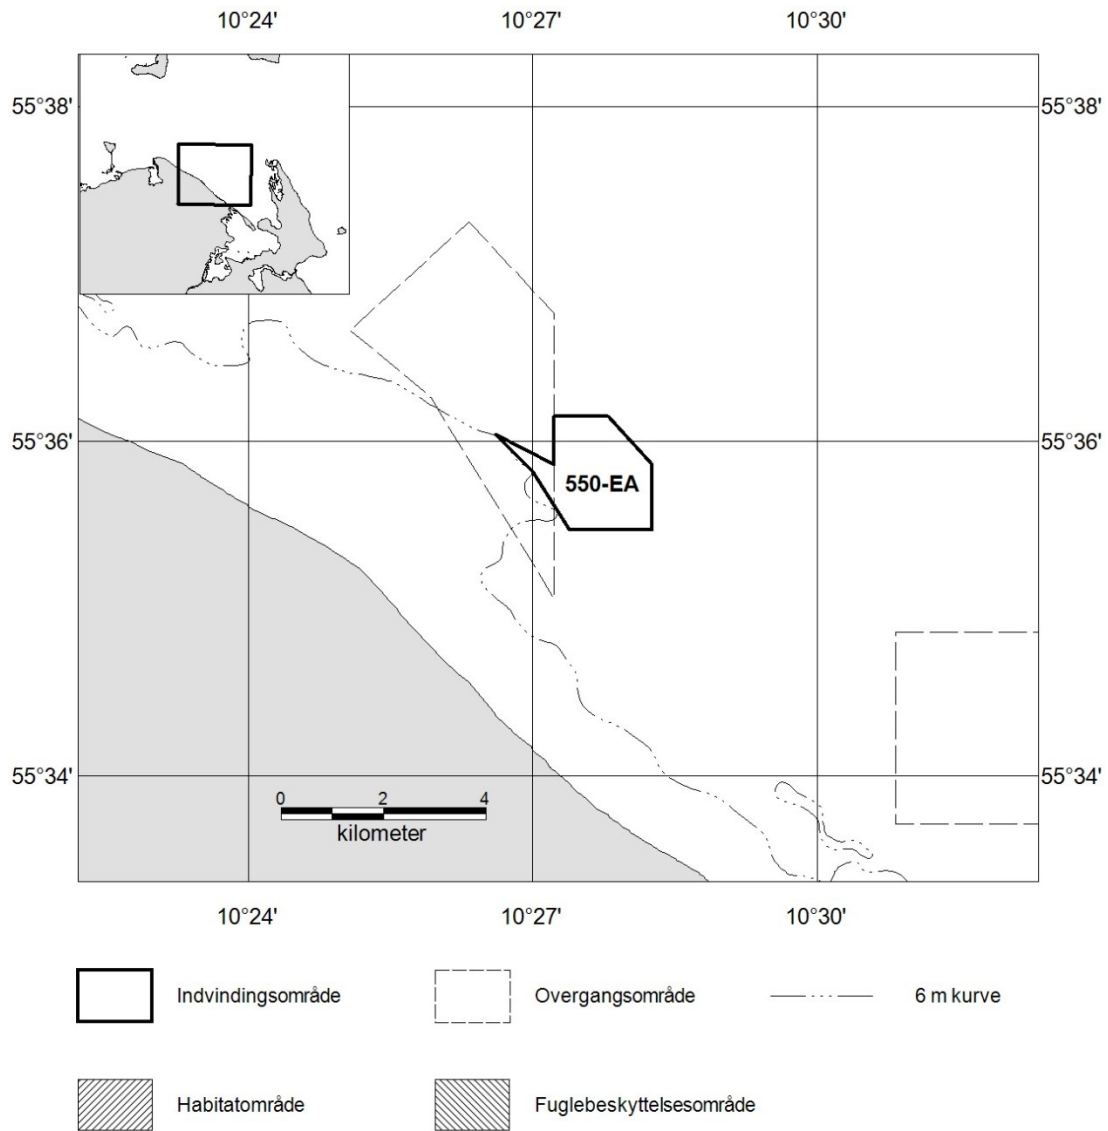 10°24' 10°27' 10°30'
55°38' 55°38'
55°36' 55°36'
550-EA
55°34' 55°34'
0 2 4
kilometer
10°24' 10°27' 10°30'
Indvindingsområde Overgangsområde 6 m kurve
Habitatområde Fuglebeskyttelsesområde